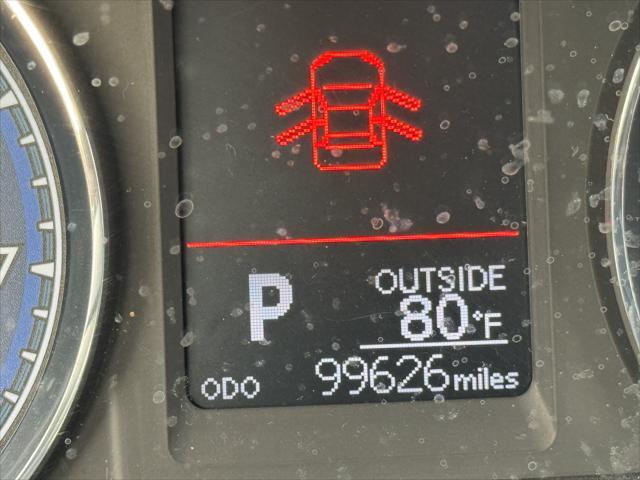 P
OUTSIDE
80°F
ODO 99626 miles